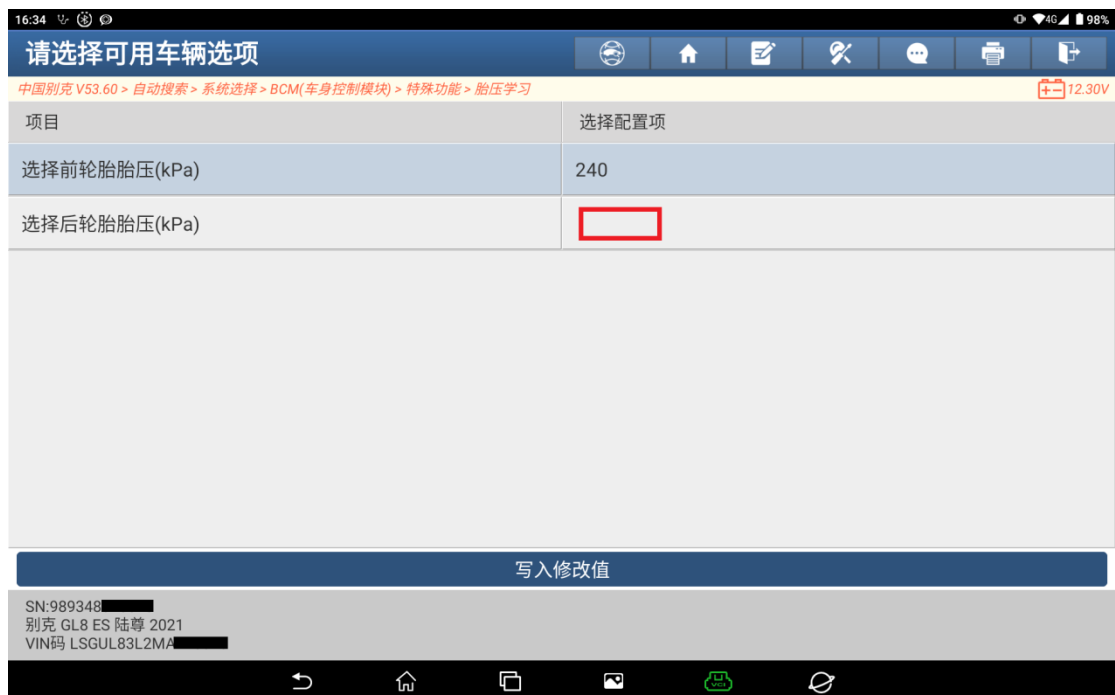 16:34 4G 98%
请选择可用车辆选项
中国别克 V53.60 > 自动搜索 > 系统选择 > BCM(车身控制模块) > 特殊功能 > 胎压学习 12.30V
项目 选择配置项
选择前轮胎胎压(kPa) 240
选择后轮胎胎压(kPa)
写入修改值
SN:989348
别克 GL8 ES 陆尊 2021
VIN码 LSGUL83L2MA
VCI